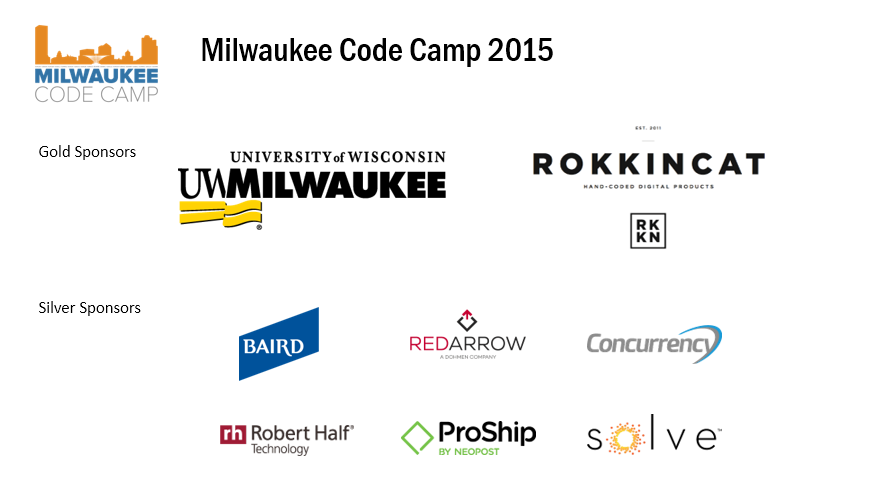 MILWAUKEE
CODE CAMP
Milwaukee Code Camp 2015
Gold Sponsors
UNIVERSITY of WISCONSIN
UWMILWAUKEE
®
EST. 2011
ROKKINCAT
HAND-CODED DIGITAL PRODUCTS
RK
KN
Silver Sponsors
BAIRD
REDARROW
A DOHMEN COMPANY
Concurrency
rh Robert Half®
Technology
ProShip
BY NEOPOST
solve™